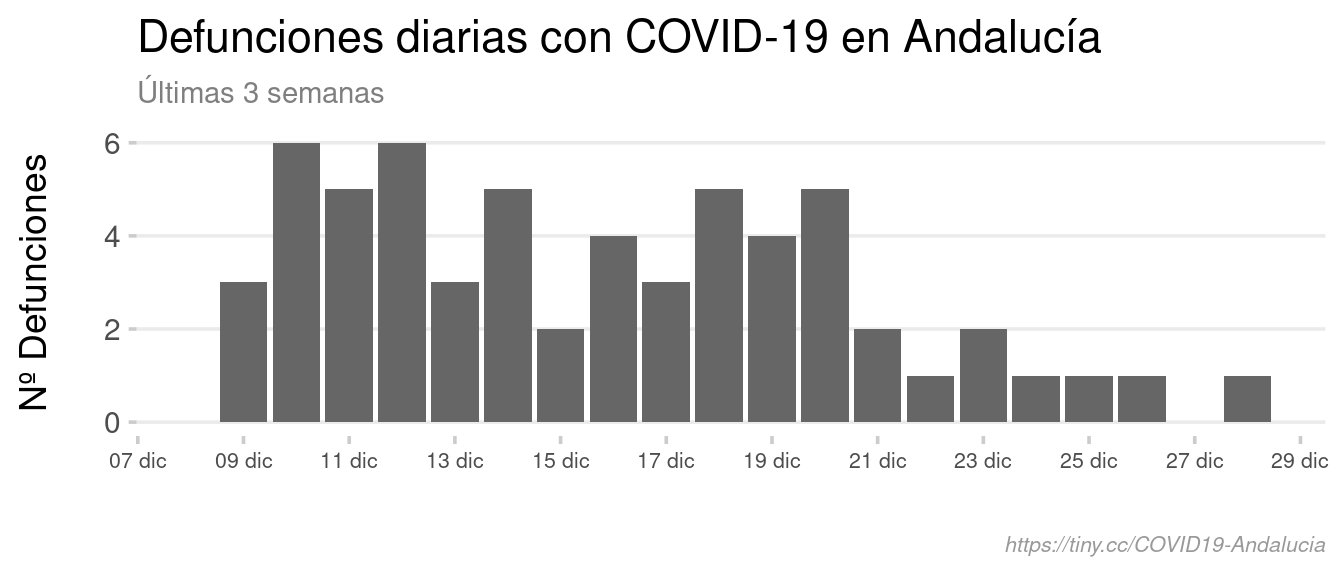 Defunciones diarias con COVID-19 en Andalucía
Últimas 3 semanas
Nº Defunciones
6
4
2
0
07 dic 09 dic 11 dic 13 dic 15 dic 17 dic 19 dic 21 dic 23 dic 25 dic 27 dic 29 dic
https://tiny.cc/COVID19-Andalucia